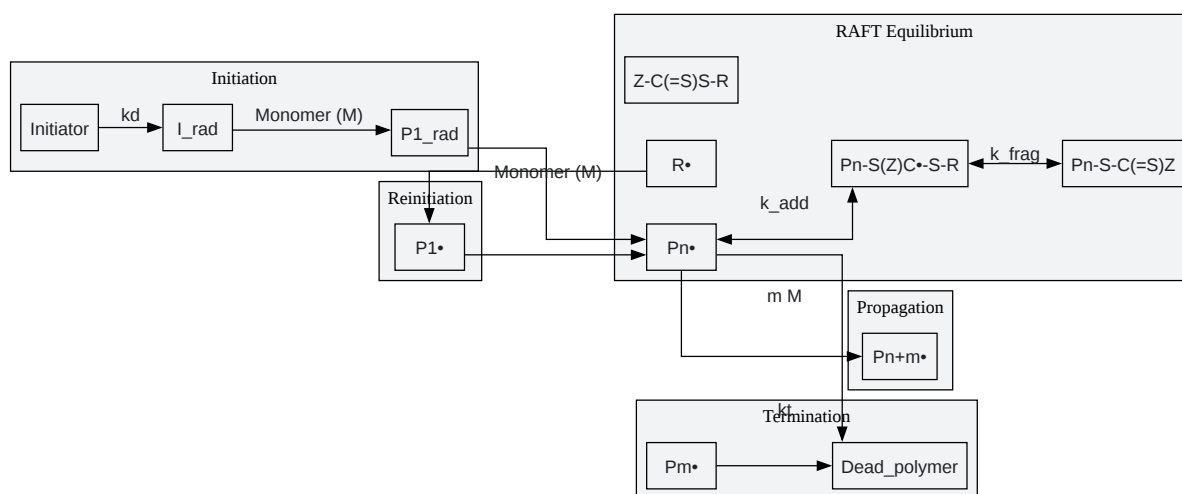 RAFT Equilibrium
Z-C(=S)S-R
Initiation
Initiator
kd
I_rad
Monomer (M)
P1_rad
R•
Monomer (M)
Pn-S(Z)C•-S-R
k_frag
Pn-S-C(=S)Z
Reinitiation
k_add
P1•
Pn•
m M
Propagation
Pn+m•
kt
Termination
Pm•
Dead_polymer